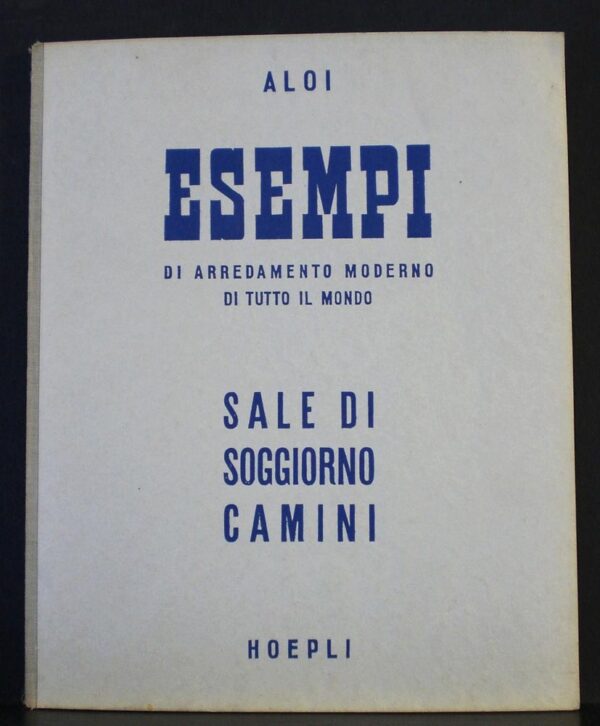 ALOI
ESEMPI
DI ARREDAMENTO MODERNO
DI TUTTO IL MONDO
SALE DI
SOGGIORNO
CAMINI
HOEPLI